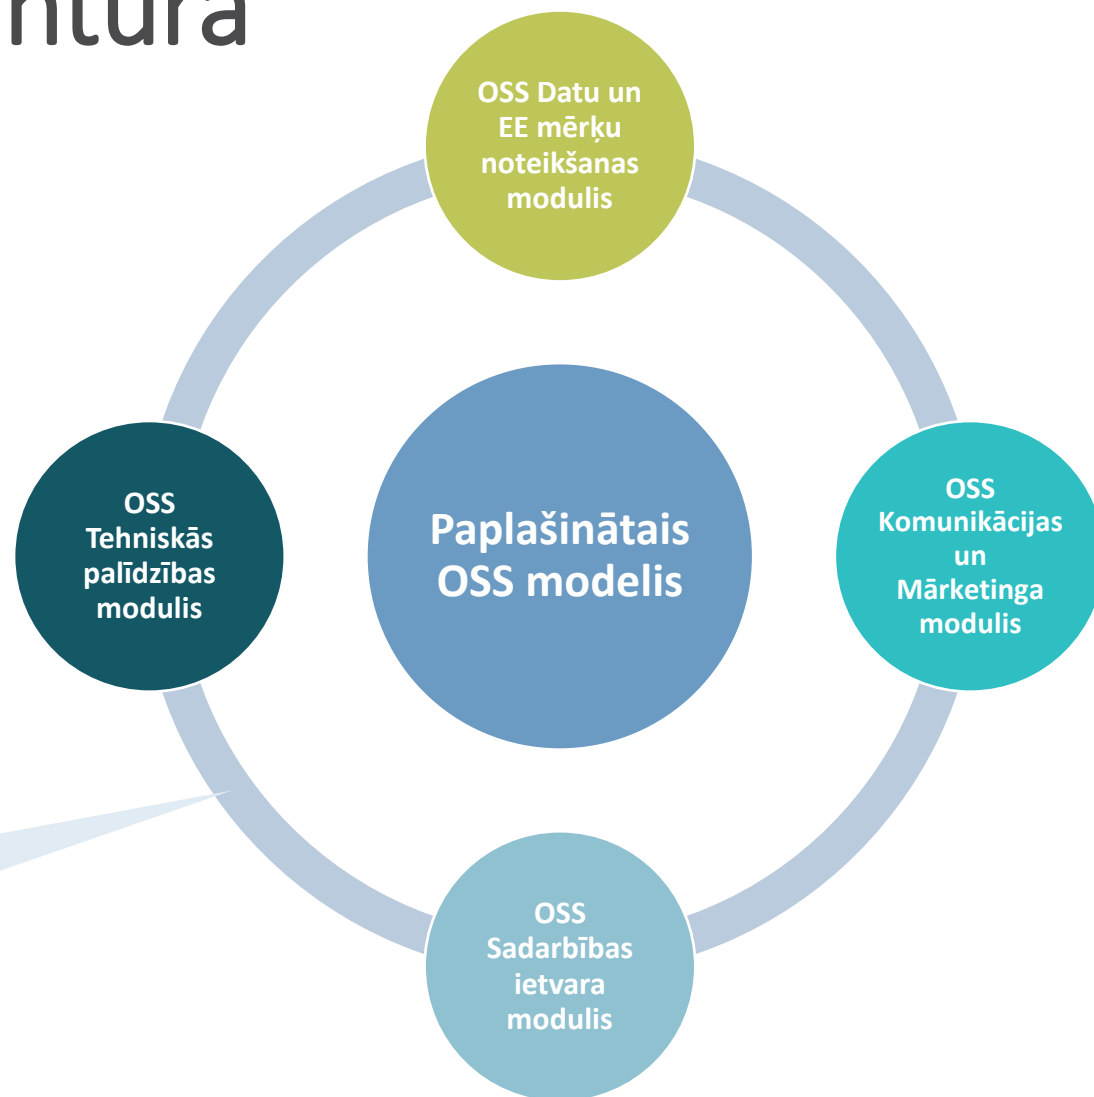 ntūra
OSS Datu un
EE mērķu
noteikšanas
modulis
OSS
Tehniskās
palīdzības
modulis
Paplašinātais
OSS modelis
OSS
Komunikācijas
un
Mārketinga
modulis
OSS
Sadarbības
ietvara
modulis